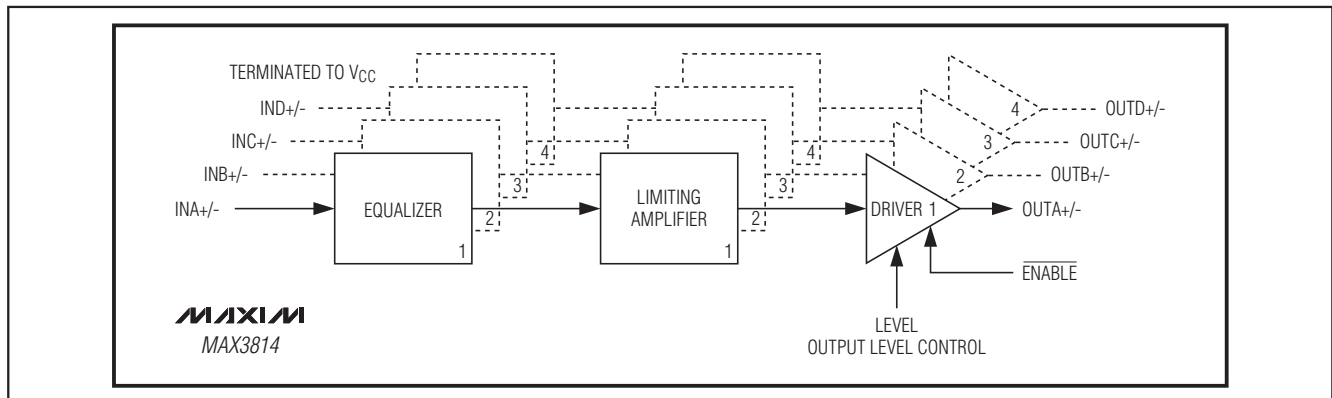 TERMINATED TO VCC
IND+/-
INC+/-
INB+/-
INA+/-
EQUALIZER
1
2
3
4
LIMITING
AMPLIFIER
1
2
3
4
DRIVER 1
2
3
4
OUTD+/-
OUTC+/-
OUTB+/-
OUTA+/-
ENABLE
LEVEL
OUTPUT LEVEL CONTROL
MAXIM
MAX3814